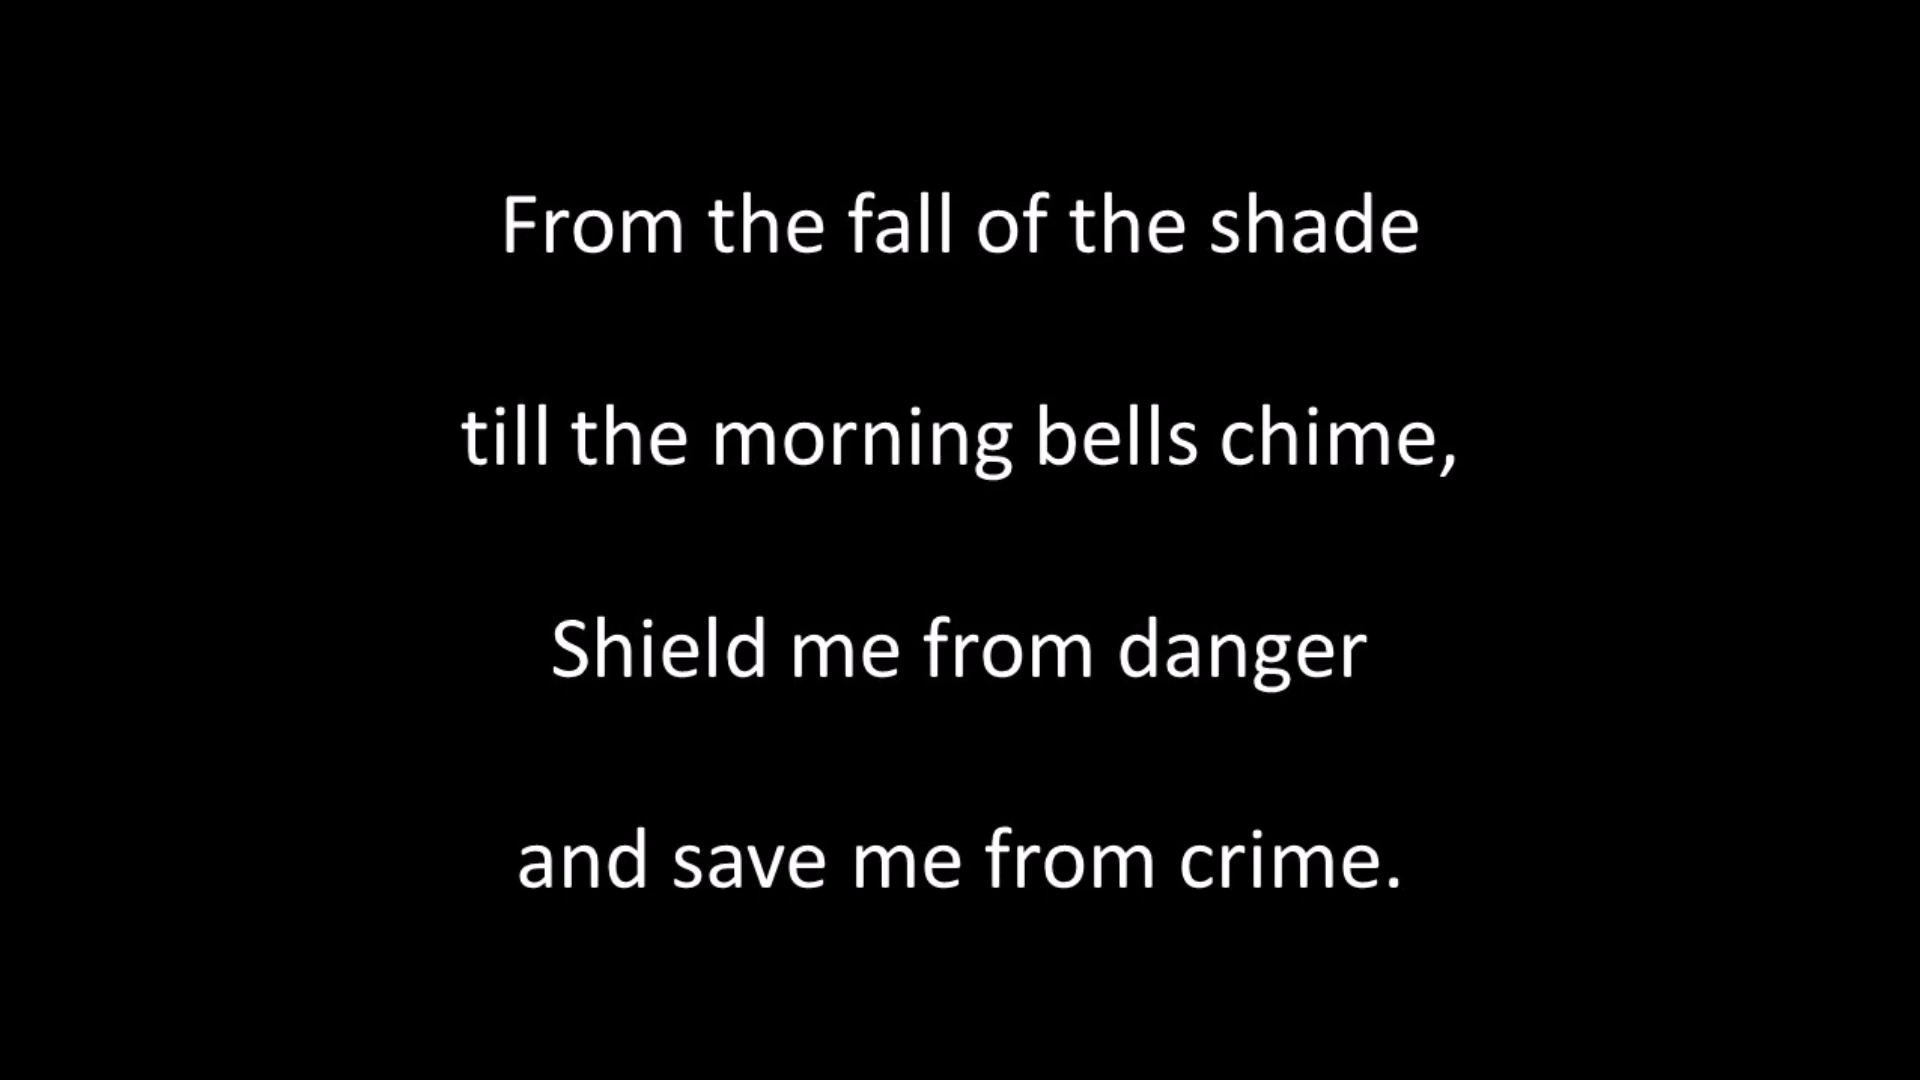 From the fall of the shade
till the morning bells chime,
Shield me from danger
and save me from crime.